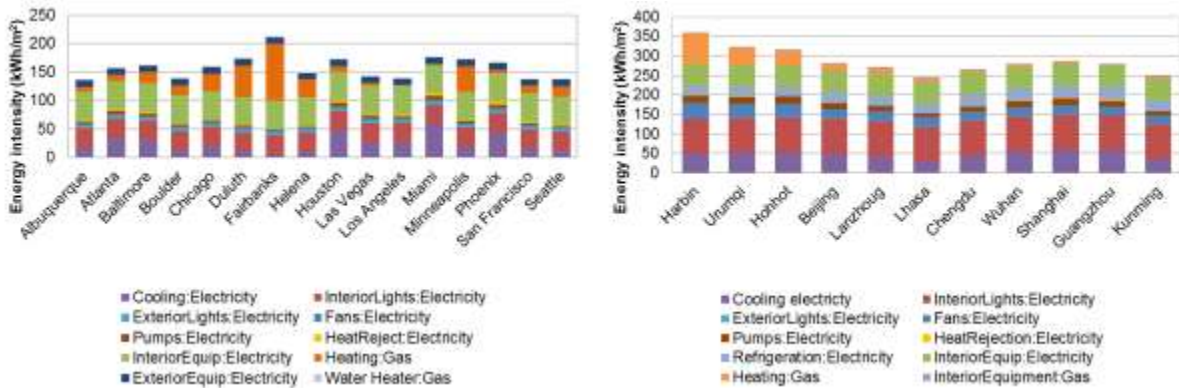 Energy intensity (kWh/m²)
250
200
150
100
50
0
Albuquerque
Atlanta
Baltimore
Boulder
Chicago
Duluth
Fairbanks
Helena
Houston
Las Vegas
Los Angeles
Miami
Minneapolis
Phoenix
San Francisco
Seattle
Cooling:Electricity
InteriorLights:Electricity
ExteriorLights:Electricity
Fans:Electricity
Pumps:Electricity
HeatReject:Electricity
InteriorEquip:Electricity
Heating:Gas
ExteriorEquip:Electricity
Water Heater:Gas
Energy intensity (kWh/m²)
400
350
300
250
200
150
100
50
0
Harbin
Urumqi
Hohhot
Beijing
Lanzhoug
Lhasa
Chengdu
Wuhan
Shanghai
Guangzhou
Kunming
Cooling electricty
InteriorLights:Electricity
ExteriorLights:Electricity
Fans:Electricity
Pumps:Electricity
HeatRejection:Electricity
Refrigeration:Electricity
InteriorEquip:Electricity
Heating:Gas
InteriorEquipment:Gas